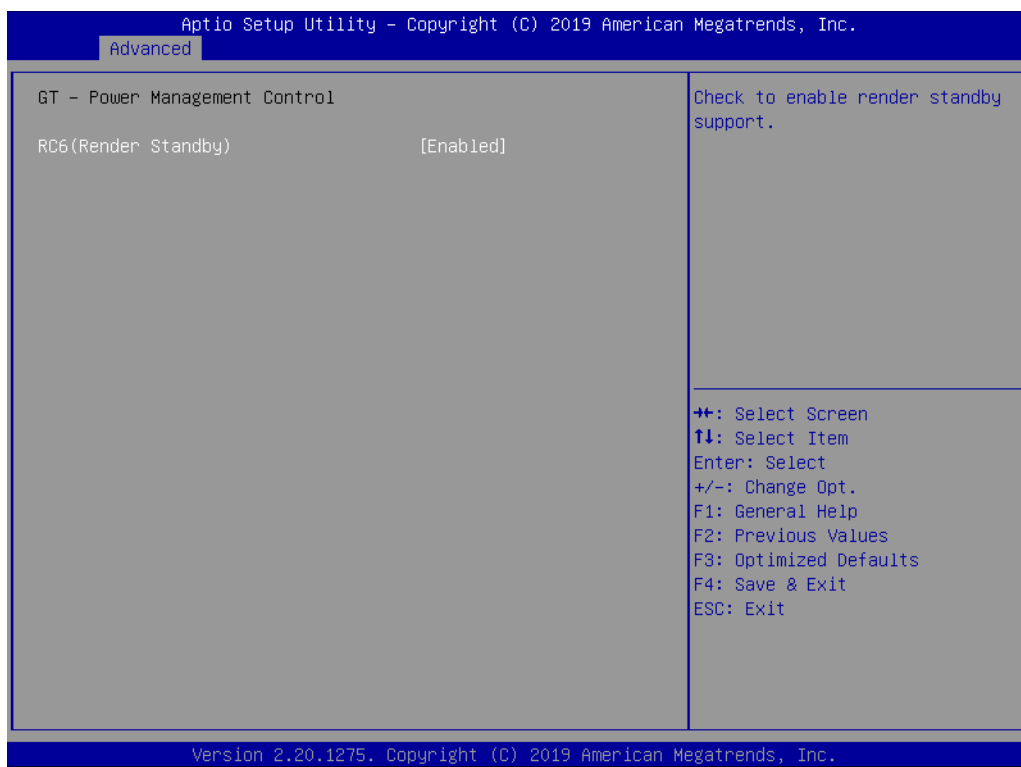 Aptio Setup Utility – Copyright (C) 2019 American Megatrends, Inc.
Advanced
GT – Power Management Control
RC6(Render Standby) [Enabled]
Check to enable render standby
support.
→←: Select Screen
↑↓: Select Item
Enter: Select
+/-: Change Opt.
F1: General Help
F2: Previous Values
F3: Optimized Defaults
F4: Save & Exit
ESC: Exit
Version 2.20.1275. Copyright (C) 2019 American Megatrends, Inc.